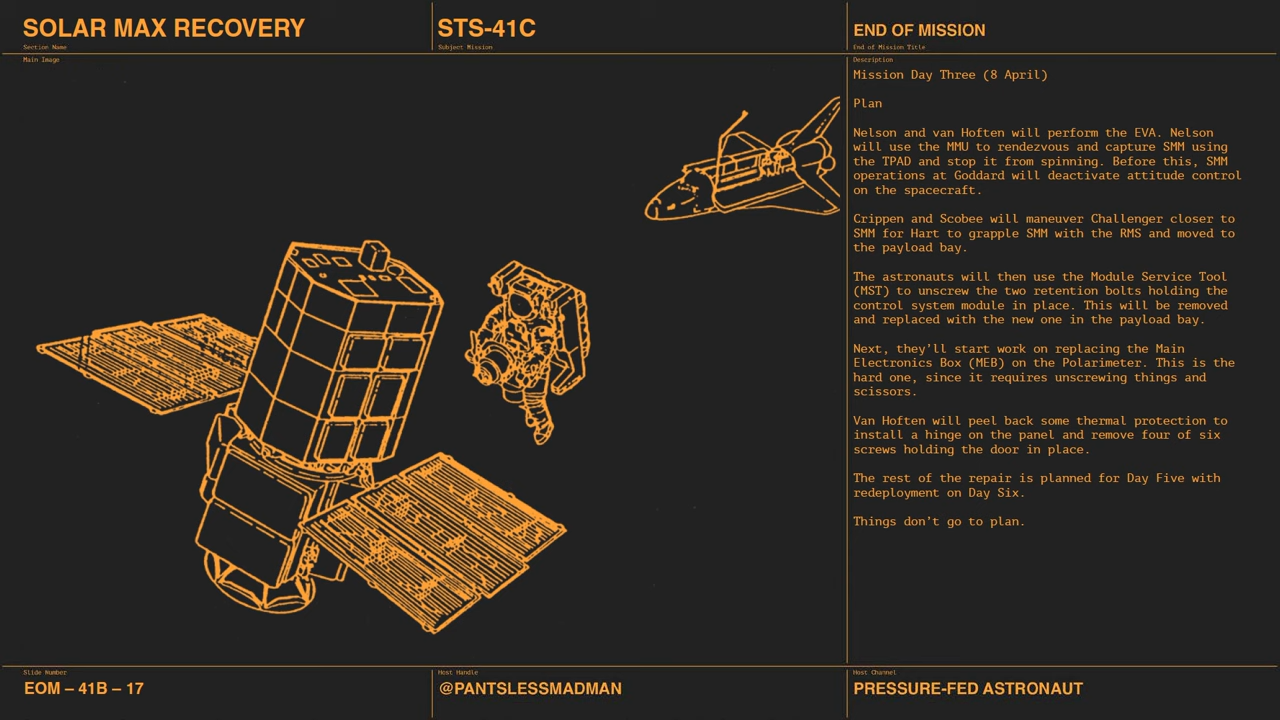 SOLAR MAX RECOVERY
Section Name
STS-41C
Subject Mission
END OF MISSION
End of Mission Title
Main Image
Description
Mission Day Three (8 April)
Plan
Nelson and van Hoften will perform the EVA. Nelson
will use the MMU to rendezvous and capture SMM using
the TPAD and stop it from spinning. Before this, SMM
operations at Goddard will deactivate attitude control
on the spacecraft.
Crippen and Scobee will maneuver Challenger closer to
SMM for Hart to grapple SMM with the RMS and moved to
the payload bay.
The astronauts will then use the Module Service Tool
(MST) to unscrew the two retention bolts holding the
control system module in place. This will be removed
and replaced with the new one in the payload bay.
Next, they'll start work on replacing the Main
Electronics Box (MEB) on the Polarimeter. This is the
hard one, since it requires unscrewing things and
scissors.
Van Hoften will peel back some thermal protection to
install a hinge on the panel and remove four of six
screws holding the door in place.
The rest of the repair is planned for Day Five with
redeployment on Day Six.
Things don't go to plan.
Slide Number
EOM – 41B – 17
Host Handle
@PANTSLESSMADMAN
Host Channel
PRESSURE-FED ASTRONAUT